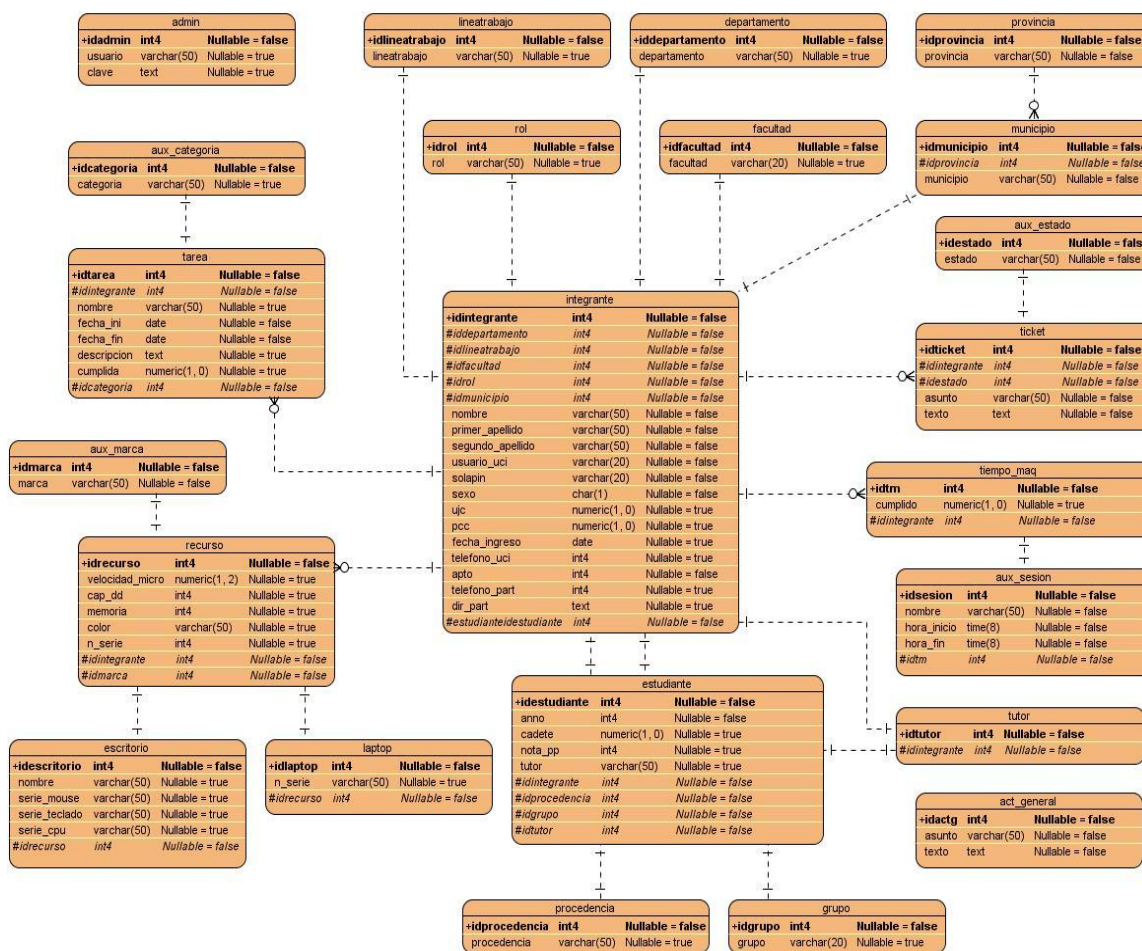 admin
+idadmin int4 Nullable = false
usuario varchar(50) Nullable = true
clave text Nullable = true
lineatrabajo
+idlineatrabajo int4 Nullable = false
lineatrabajo varchar(50) Nullable = true
departamento
+iddepartamento int4 Nullable = false
departamento varchar(50) Nullable = true
provincia
+idprovincia int4 Nullable = false
provincia varchar(50) Nullable = true
rol
+idrol int4 Nullable = false
rol varchar(50) Nullable = true
facultad
+idfacultad int4 Nullable = false
facultad varchar(20) Nullable = true
municipio
+idmunicipio int4 Nullable = false
#idprovincia int4 Nullable = false
municipio varchar(50) Nullable = true
aux_categoria
+idcategoria int4 Nullable = false
categoria varchar(50) Nullable = true
aux_estado
+idestado int4 Nullable = false
estado varchar(50) Nullable = true
tarea
+idtarea int4 Nullable = false
#idintegrante int4 Nullable = false
nombre varchar(50) Nullable = true
fecha_ini date Nullable = false
fecha_fin date Nullable = false
descripcion text Nullable = true
cumplida numeric(1, 0) Nullable = true
#idcategoria int4 Nullable = false
integrante
+idintegrante int4 Nullable = false
#iddepartamento int4 Nullable = false
#idlineatrabajo int4 Nullable = false
#idfacultad int4 Nullable = false
#idrol int4 Nullable = false
#idmunicipio int4 Nullable = false
nombre varchar(50) Nullable = false
primer_apellido varchar(50) Nullable = false
segundo_apellido varchar(50) Nullable = false
usuario_uci varchar(20) Nullable = false
solapin varchar(20) Nullable = false
sexo char(1) Nullable = false
ujc numeric(1, 0) Nullable = true
pcc numeric(1, 0) Nullable = true
fecha_ingreso date Nullable = true
telefono_uci int4 Nullable = true
apto int4 Nullable = false
telefono_part int4 Nullable = true
dir_part text Nullable = true
#estudianteidestudiante int4 Nullable = false
ticket
+idticket int4 Nullable = false
#idintegrante int4 Nullable = false
#idestado int4 Nullable = false
asunto varchar(50) Nullable = true
texto text Nullable = false
aux_marca
+idmarca int4 Nullable = false
marca varchar(50) Nullable = false
tiempo_maq
+idtm int4 Nullable = false
cumplido numeric(1, 0) Nullable = true
#idintegrante int4 Nullable = false
recurso
+idrecurso int4 Nullable = false
velocidad_micro numeric(1, 2) Nullable = true
cap_dd int4 Nullable = true
memoria int4 Nullable = true
color varchar(50) Nullable = true
n_serie int4 Nullable = true
#idintegrante int4 Nullable = false
#idmarca int4 Nullable = false
aux_sesion
+idsesion int4 Nullable = false
nombre varchar(50) Nullable = false
hora_inicio time(8) Nullable = false
hora_fin time(8) Nullable = false
#idtm int4 Nullable = false
estudiante
+idestudiante int4 Nullable = false
anno int4 Nullable = false
cadete numeric(1, 0) Nullable = true
nota_pp int4 Nullable = true
tutor varchar(50) Nullable = true
#idintegrante int4 Nullable = false
#idprocedencia int4 Nullable = false
#idgrupo int4 Nullable = false
#idtutor int4 Nullable = false
tutor
+idtutor int4 Nullable = false
#idintegrante int4 Nullable = false
escritorio
+idescritorio int4 Nullable = false
nombre varchar(50) Nullable = true
serie_mouse varchar(50) Nullable = true
serie_teclado varchar(50) Nullable = true
serie_cpu varchar(50) Nullable = true
#idrecurso int4 Nullable = false
laptop
+idlaptop int4 Nullable = false
n_serie varchar(50) Nullable = true
#idrecurso int4 Nullable = false
act_general
+idactg int4 Nullable = false
asunto varchar(50) Nullable = false
texto text Nullable = false
procedencia
+idprocedencia int4 Nullable = false
procedencia varchar(50) Nullable = true
grupo
+idgrupo int4 Nullable = false
grupo varchar(20) Nullable = true